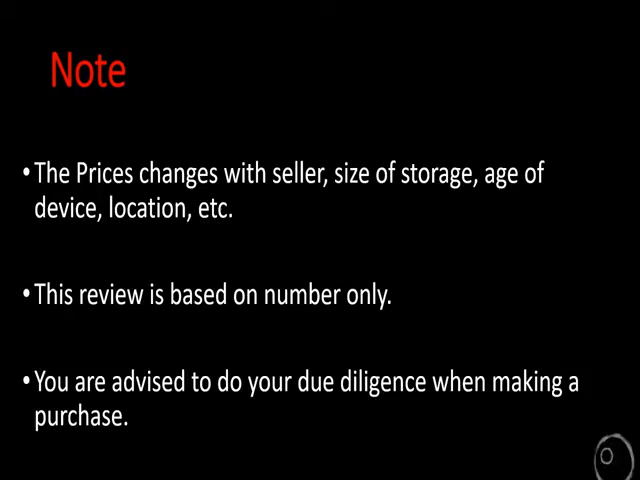 Note
•The Prices changes with seller, size of storage, age of
device, location, etc.
•This review is based on number only.
•You are advised to do your due diligence when making a
purchase.